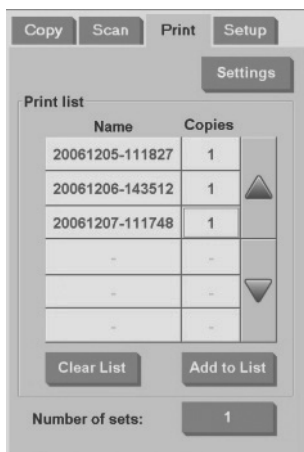 Copy Scan Print Setup
Settings
Print list
Name Copies
20061205-111827 1
20061206-143512 1
20061207-111748 1
- -
- -
- -
Clear List Add to List
Number of sets: 1